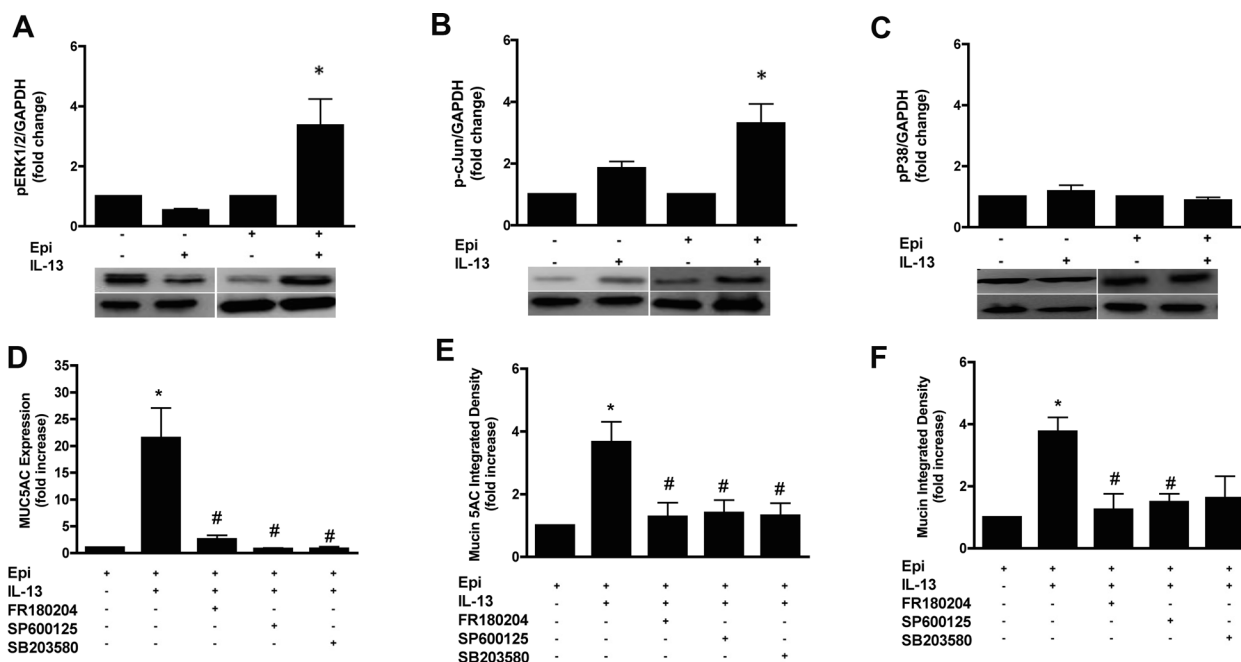 A
pERK1/2/GAPDH
(fold change)
6
4
2
0
*
Epi - - + +
IL-13 - + - +
B
p-cJun/GAPDH
(fold change)
6
4
2
0
*
Epi - - + +
IL-13 - + - +
C
pP38/GAPDH
(fold change)
6
4
2
0
Epi - - + +
IL-13 - + - +
D
MUC5AC Expression
(fold increase)
35
30
25
20
15
10
5
0
* # # #
Epi + + + + +
IL-13 - + + + +
FR180204 - - + - -
SP600125 - - - + -
SB203580 - - - - +
E
Mucin 5AC Integrated Density
(fold increase)
6
4
2
0
* # # #
Epi + + + + +
IL-13 - + + + +
FR180204 - - + - -
SP600125 - - - + -
SB203580 - - - - +
F
Mucin Integrated Density
(fold increase)
6
4
2
0
* # #
Epi + + + + +
IL-13 - + + + +
FR180204 - - + - -
SP600125 - - - + -
SB203580 - - - - +